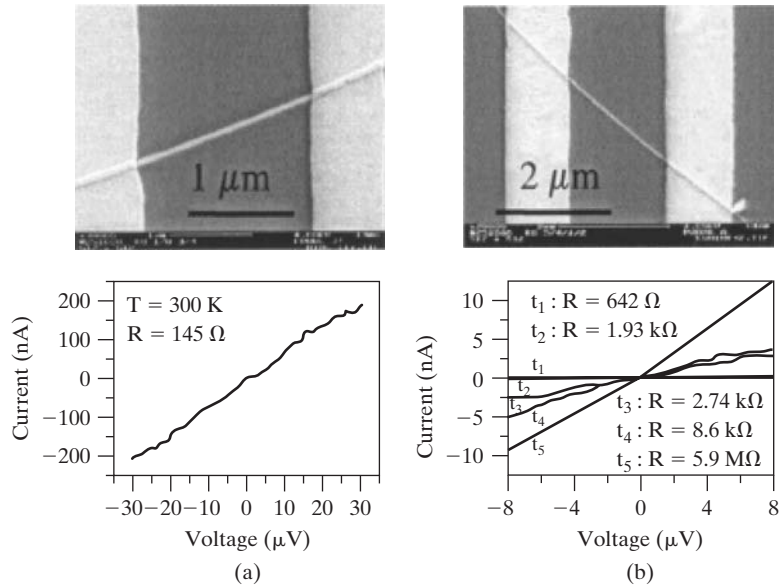 1 μm
2 μm
200
100
0
−100
−200
Current (nA)
T = 300 K
R = 145 Ω
−30 −20 −10 0 10 20 30
Voltage (μV)
(a)
10
5
0
−5
−10
Current (nA)
t1 : R = 642 Ω
t2 : R = 1.93 kΩ
t1
t2
t3
t4
t5
t3 : R = 2.74 kΩ
t4 : R = 8.6 kΩ
t5 : R = 5.9 MΩ
−8 −4 0 4 8
Voltage (μV)
(b)